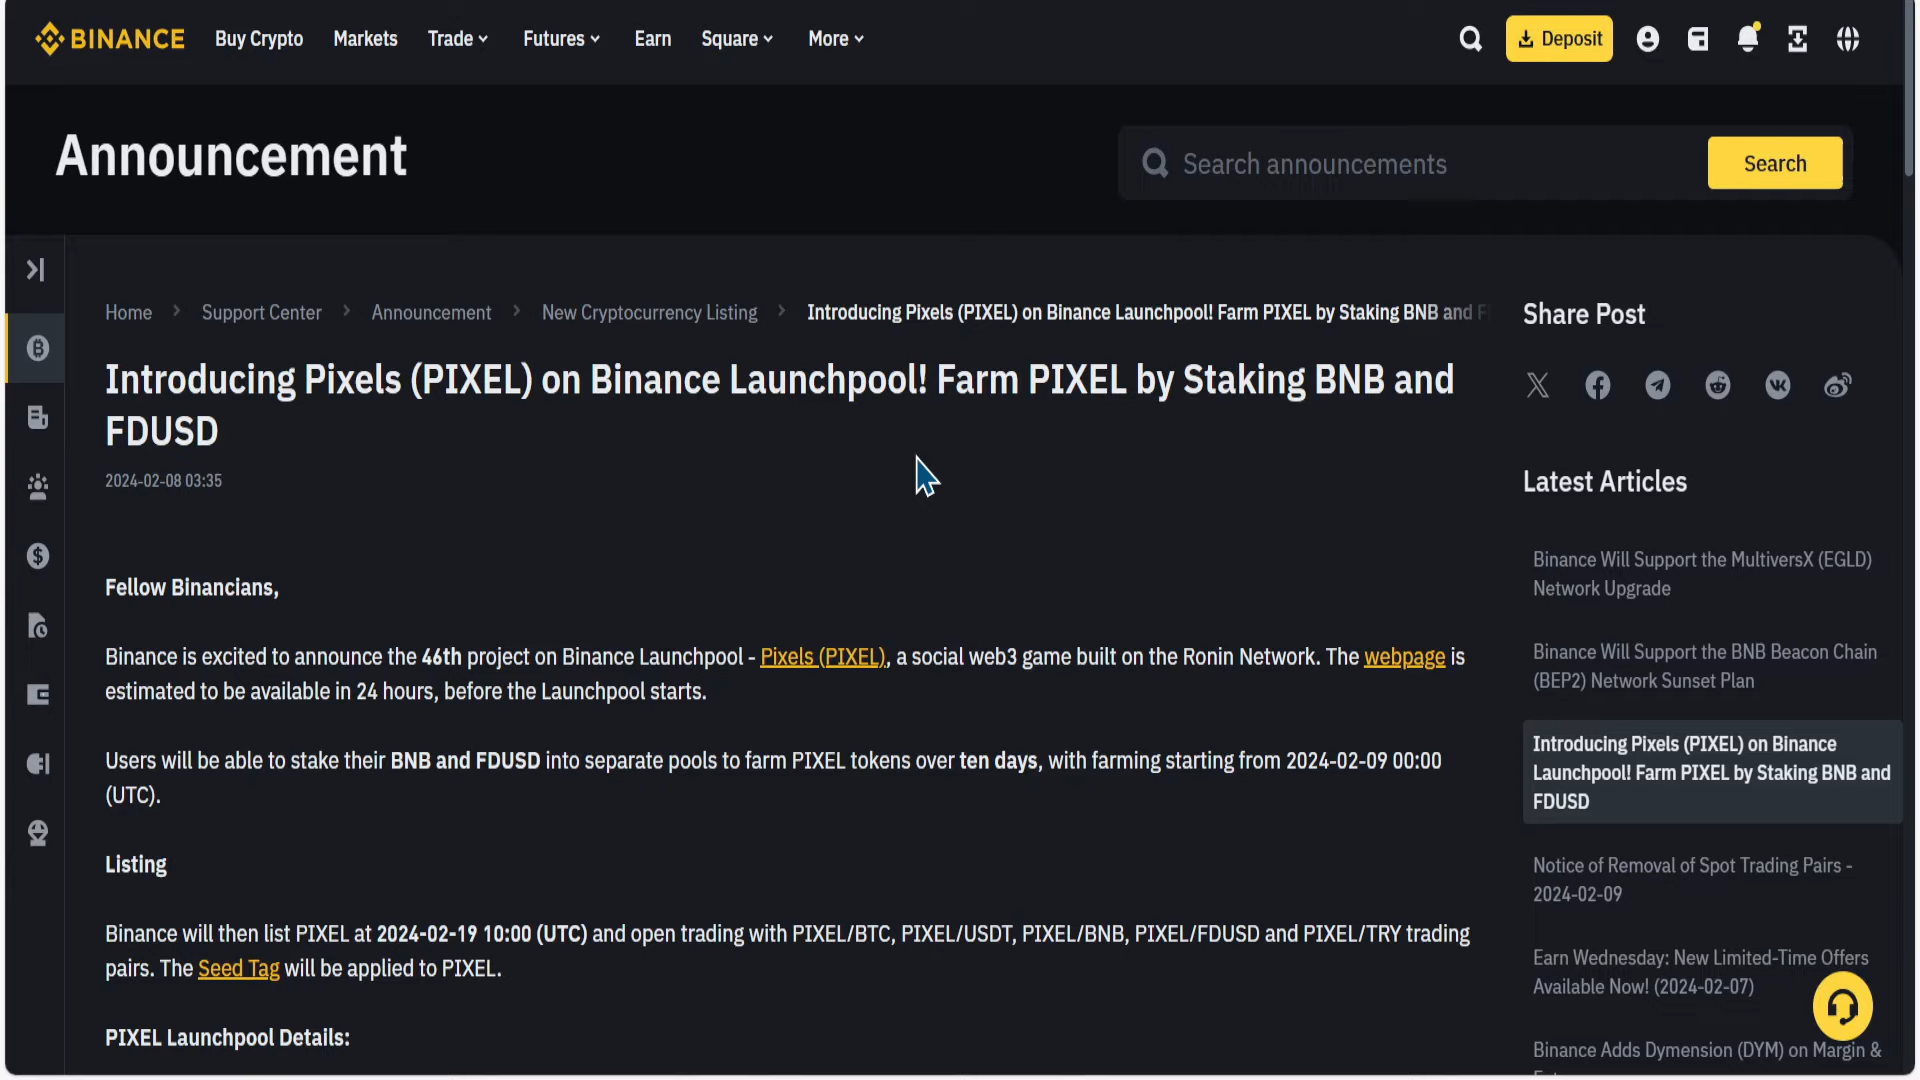 BINANCE Buy Crypto Markets Trade Futures Earn Square More Deposit
Announcement
Search announcements Search
Home Support Center Announcement New Cryptocurrency Listing Introducing Pixels (PIXEL) on Binance Launchpool! Farm PIXEL by Staking BNB and F
Introducing Pixels (PIXEL) on Binance Launchpool! Farm PIXEL by Staking BNB and
FDUSD
2024-02-08 03:35
Fellow Binancians,
Binance is excited to announce the 46th project on Binance Launchpool - Pixels (PIXEL), a social web3 game built on the Ronin Network. The webpage is
estimated to be available in 24 hours, before the Launchpool starts.
Users will be able to stake their BNB and FDUSD into separate pools to farm PIXEL tokens over ten days, with farming starting from 2024-02-09 00:00
(UTC).
Listing
Binance will then list PIXEL at 2024-02-19 10:00 (UTC) and open trading with PIXEL/BTC, PIXEL/USDT, PIXEL/BNB, PIXEL/FDUSD and PIXEL/TRY trading
pairs. The Seed Tag will be applied to PIXEL.
PIXEL Launchpool Details:
Share Post
Latest Articles
Binance Will Support the MultiversX (EGLD)
Network Upgrade
Binance Will Support the BNB Beacon Chain
(BEP2) Network Sunset Plan
Introducing Pixels (PIXEL) on Binance
Launchpool! Farm PIXEL by Staking BNB and
FDUSD
Notice of Removal of Spot Trading Pairs -
2024-02-09
Earn Wednesday: New Limited-Time Offers
Available Now! (2024-02-07)
Binance Adds Dymension (DYM) on Margin &